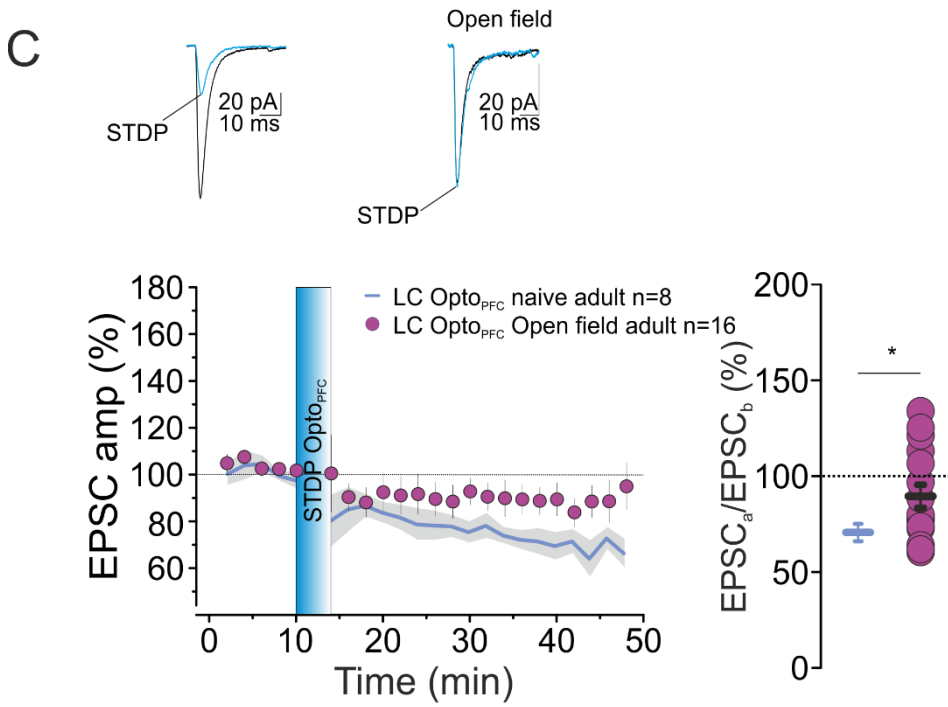 C
Open field
20 pA
10 ms
STDP
20 pA
10 ms
STDP
EPSC amp (%)
180
160
140
120
100
80
60
STDP OptoPFC
LC OptoPFC naive adult n=8
LC OptoPFC Open field adult n=16
0
10
20
30
40
50
Time (min)
EPSCa/EPSCb (%)
200
150
100
50
0
*